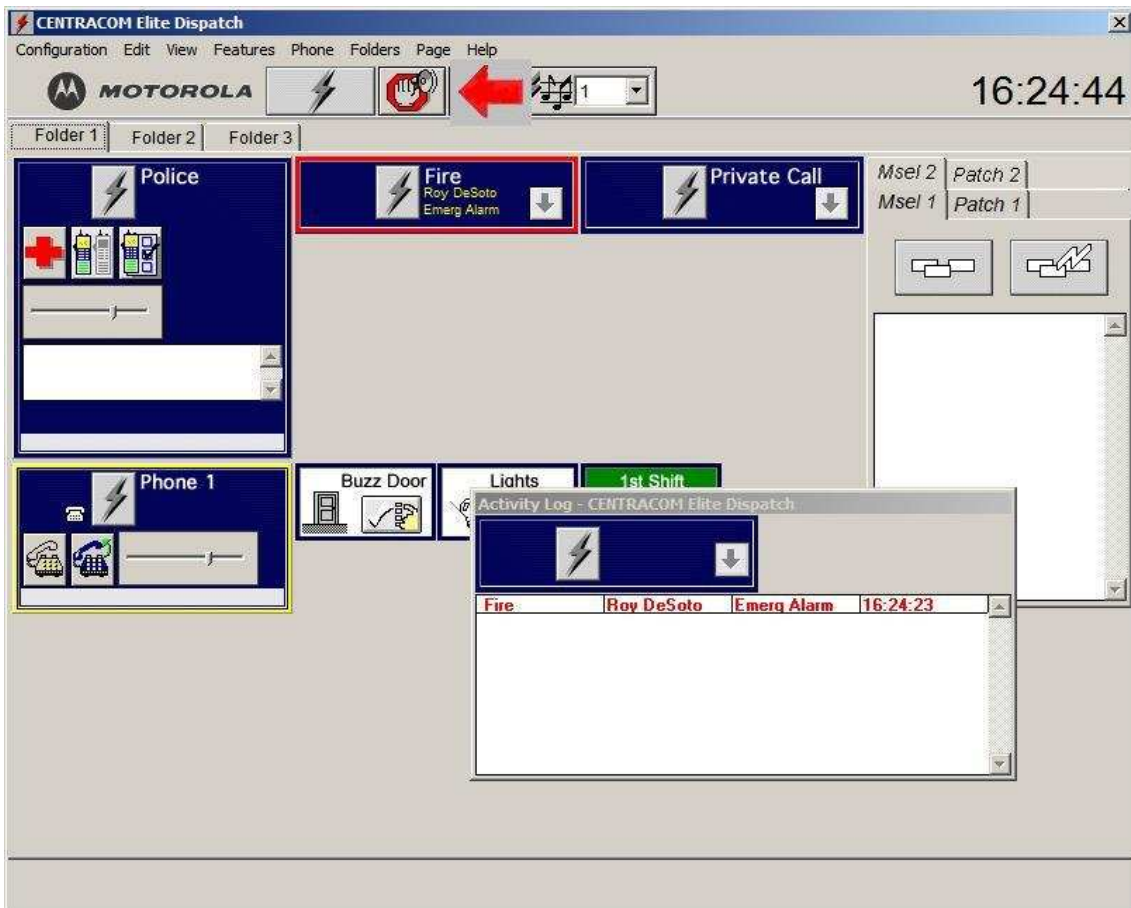 CENTRACOM Elite Dispatch
Configuration Edit View Features Phone Folders Page Help
MOTOROLA
1
16:24:44
Folder 1 Folder 2 Folder 3
Police
Fire
Roy DeSoto
Emerg Alarm
Private Call
Msel 2 Patch 2
Msel 1 Patch 1
Phone 1
Buzz Door
Lights
1st Shift
Activity Log - CENTRACOM Elite Dispatch
Fire Roy DeSoto Emerg Alarm 16:24:23